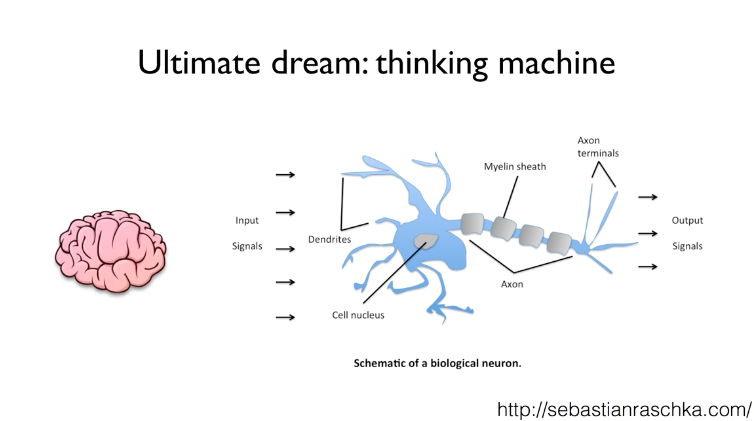 Ultimate dream: thinking machine
Axon
terminals
Myelin sheath
Input
Signals
Dendrites
Output
Signals
Axon
Cell nucleus
Schematic of a biological neuron.
http://sebastianraschka.com/